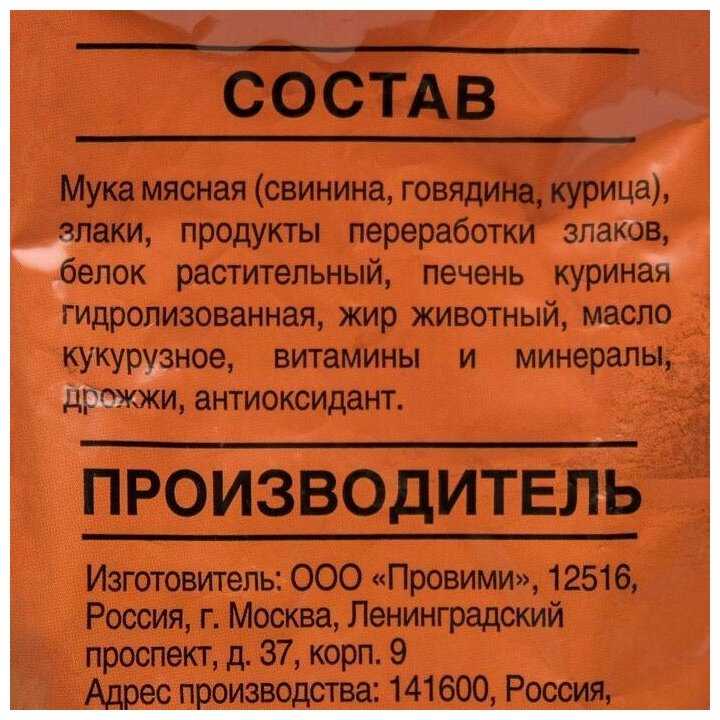 СОСТАВ
Мука мясная (свинина, говядина, курица),
злаки, продукты переработки злаков,
белок растительный, печень куриная
гидролизованная, жир животный, масло
кукурузное, витамины и минералы,
дрожжи, антиоксидант.
ПРОИЗВОДИТЕЛЬ
Изготовитель: ООО «Провими», 12516,
Россия, г. Москва, Ленинградский
проспект, д. 37, корп. 9
Адрес производства: 141600, Россия,